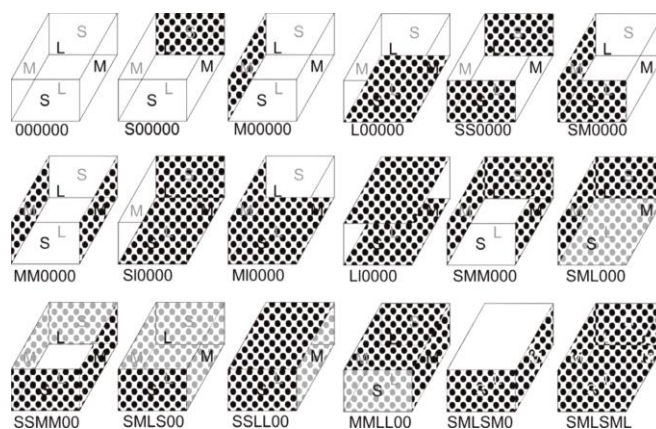 S S S S S S
L L L L L L
M M M M M M M M M M M M
S L S L S L S S S
000000 S00000 M00000 L00000 SS0000 SM0000
S S S S S
L L L L L
M M M M M M M M M
S L S S S L S
MM0000 SI0000 MI0000 LI0000 SMM000 SML000
S S
L L L
M M M M M M M
S
SSMM00 SMLS00 SSLL00 MMLL00 SMLSM0 SMLSML